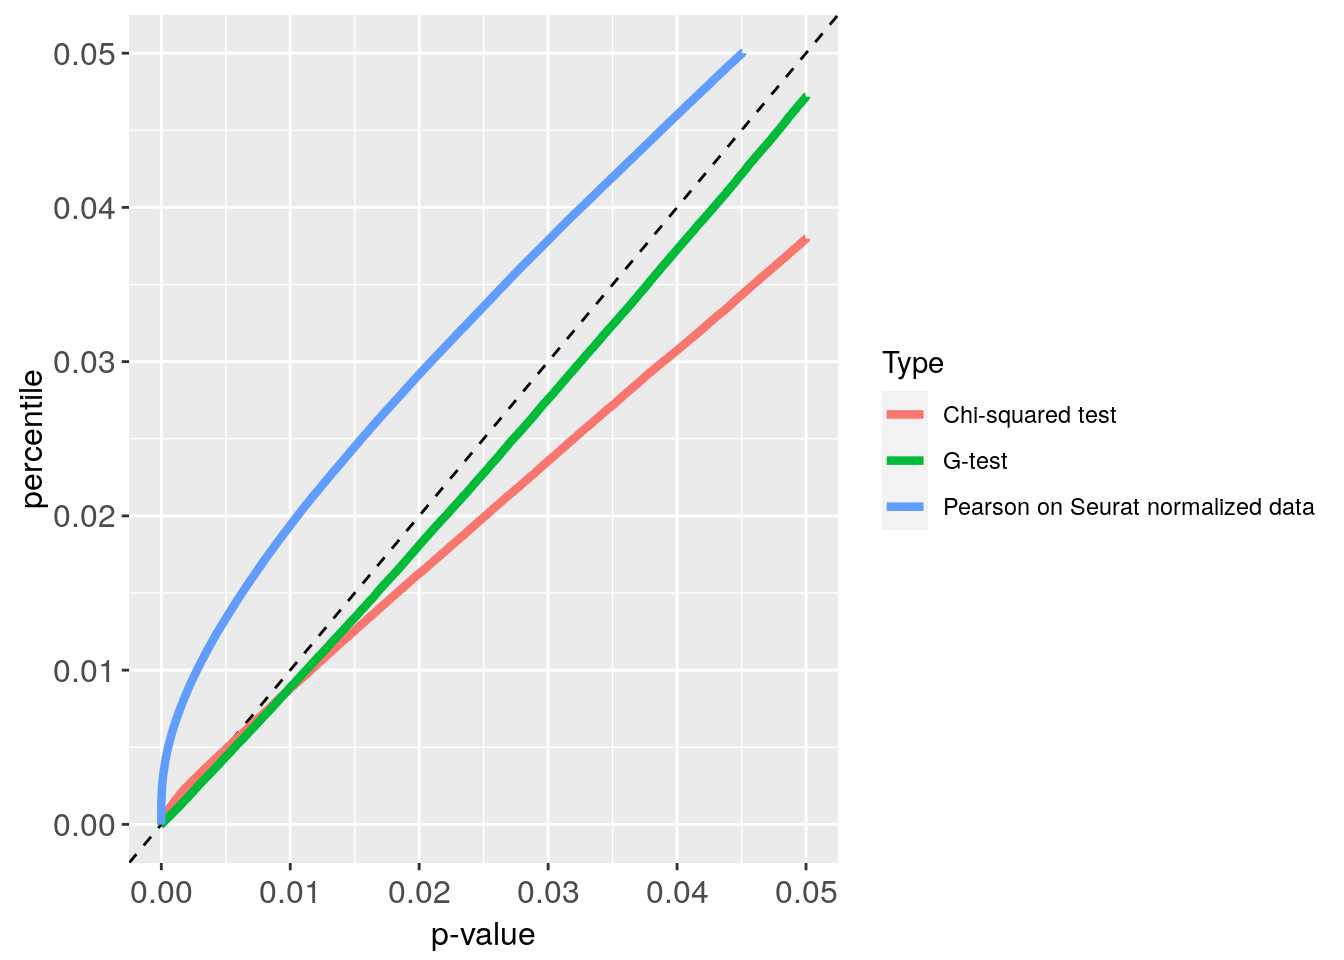 0.05
0.04
0.03
0.02
0.01
0.00
percentile
0.00 0.01 0.02 0.03 0.04 0.05
p-value
Type
Chi-squared test
G-test
Pearson on Seurat normalized data